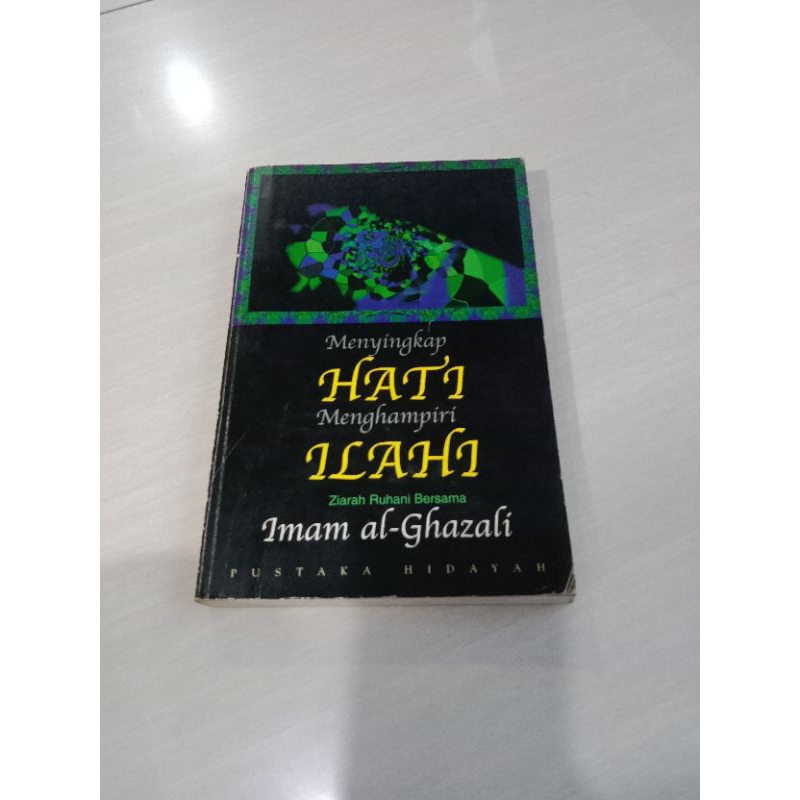 Menyingkap
HATI
Menghampiri
ILAHI
Ziarah Ruhani Bersama
Imam al-Ghazali
PUSTAKA HIDAYAH